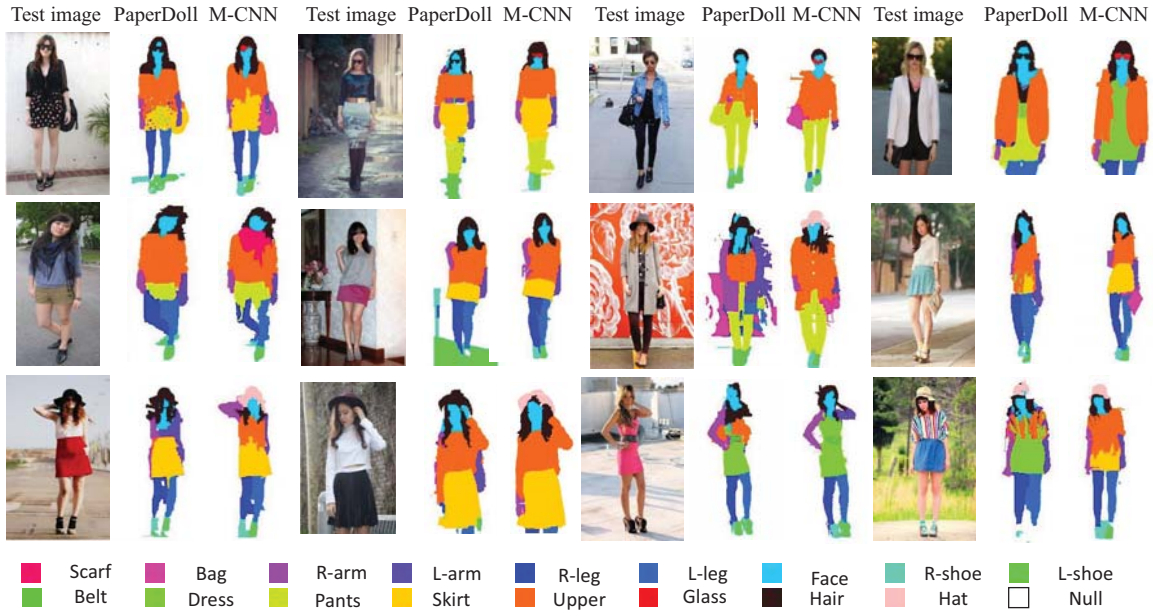 Test image PaperDoll M-CNN Test image PaperDoll M-CNN Test image PaperDoll M-CNN Test image PaperDoll M-CNN
Scarf Bag R-arm L-arm R-leg L-leg Face R-shoe L-shoe
Belt Dress Pants Skirt Upper Glass Hair Hat Null